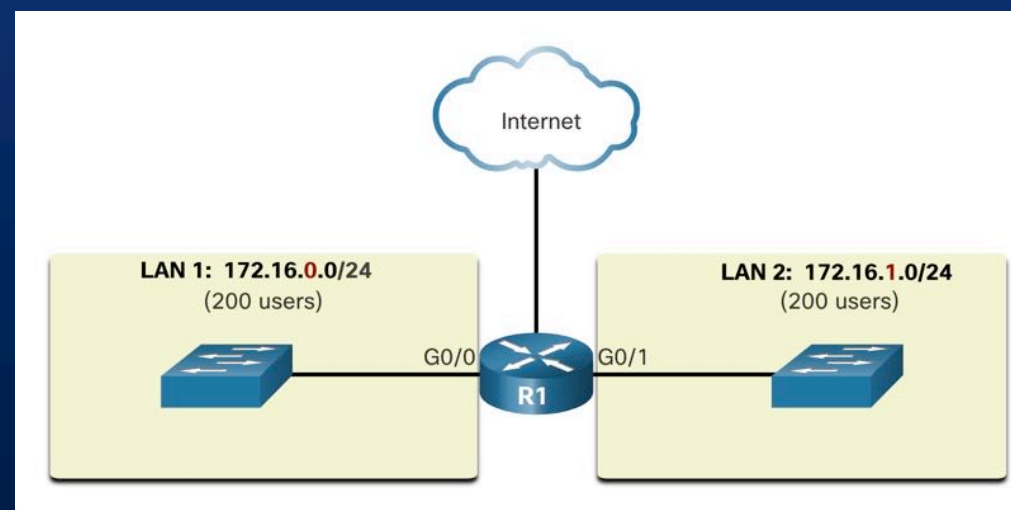 Internet
LAN 1: 172.16.0.0/24
(200 users)
LAN 2: 172.16.1.0/24
(200 users)
G0/0
G0/1
R1